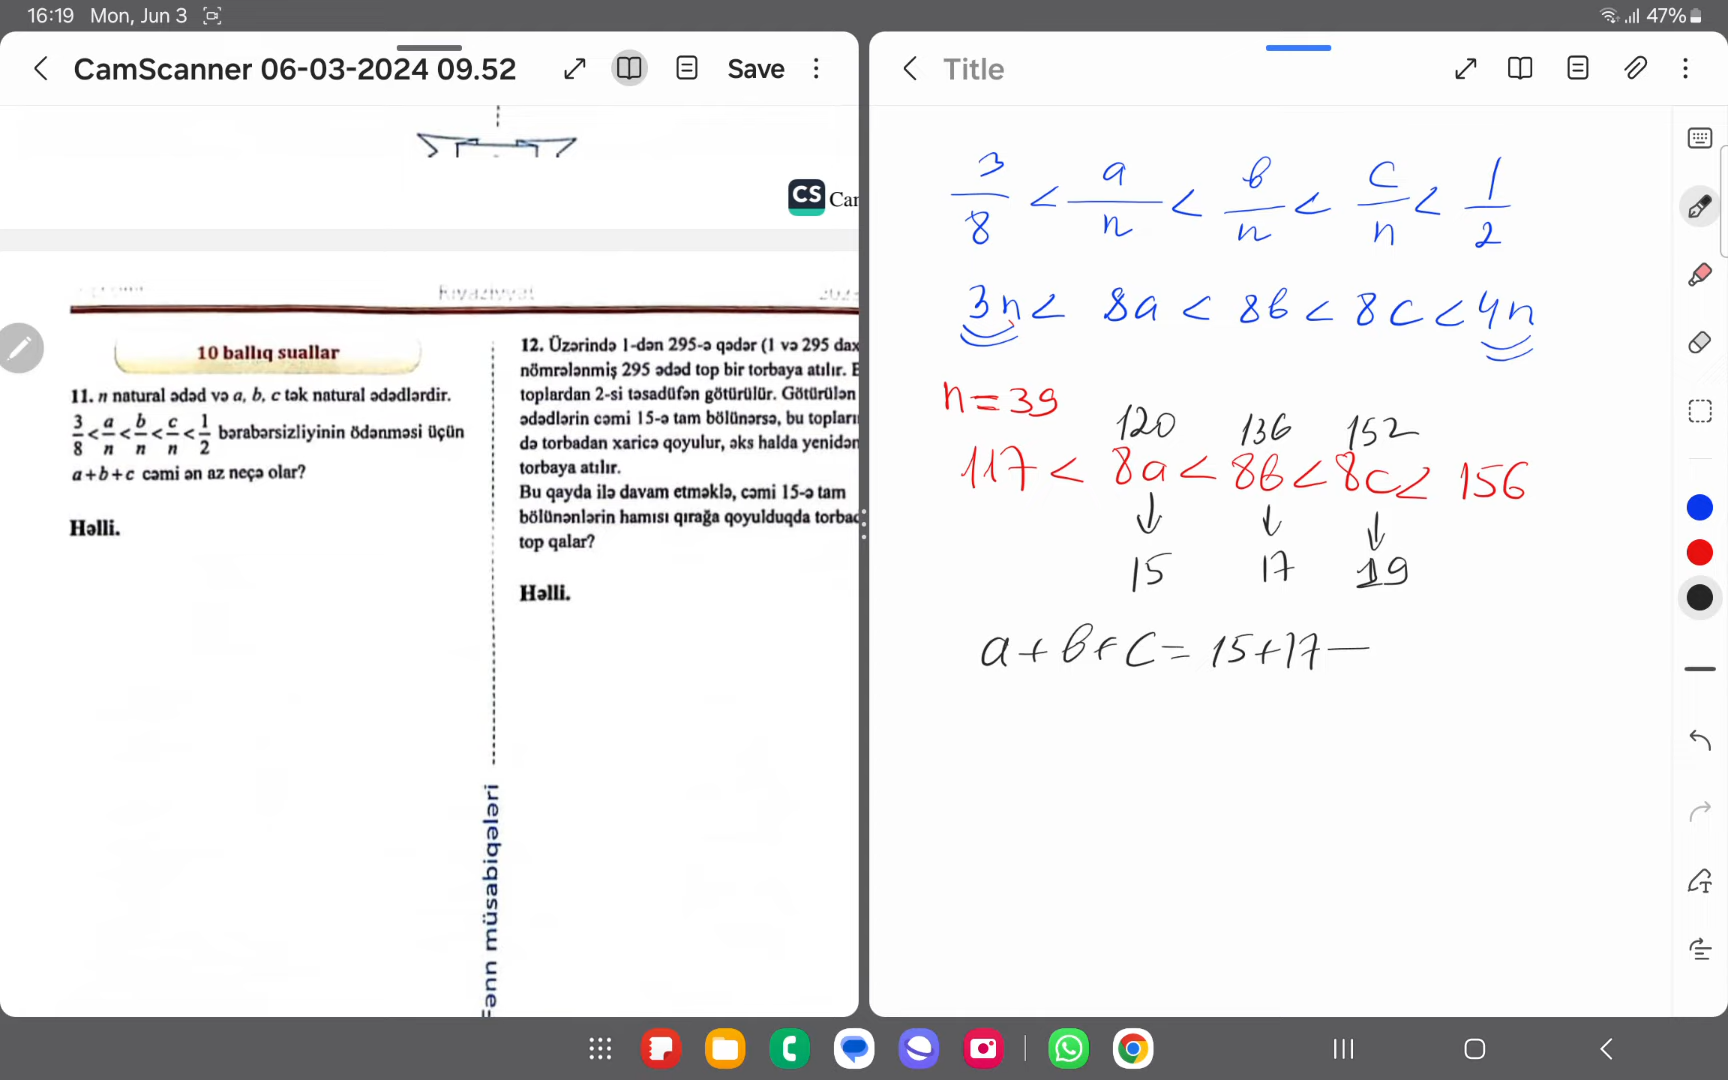 16:19 Mon, Jun 3
47%
CamScanner 06-03-2024 09.52
Save
CS Car
Riyaziyyat
10 ballıq suallar
11. n natural ədəd və a, b, c tək natural ədədlərdir.
3/8 < a/n < b/n < c/n < 1/2 bərabərsizliyinin ödənməsi üçün
a+b+c cəmi ən az neçə olar?
Həlli.
12. Üzərində 1-dən 295-ə qədər (1 və 295 dax
nömrələnmiş 295 ədəd top bir torbaya atılır. B
toplardan 2-si təsadüfən götürülür. Götürülən
ədədlərin cəmi 15-ə tam bölünərsə, bu topları
da torbadan xaricə qoyulur, əks halda yenidən
torbaya atılır.
Bu qayda ilə davam etməklə, cəmi 15-ə tam
bölünənlərin hamısı qırağa qoyulduqda torbad
top qalar?
Həlli.
Fənn müsabiqələri
Title
3/8 < a/n < b/n < c/n < 1/2
3n < 8a < 8b < 8c < 4n
n = 39
120 136 152
117 < 8a < 8b < 8c < 156
↓ ↓ ↓
15 17 19
a+b+c = 15+17—